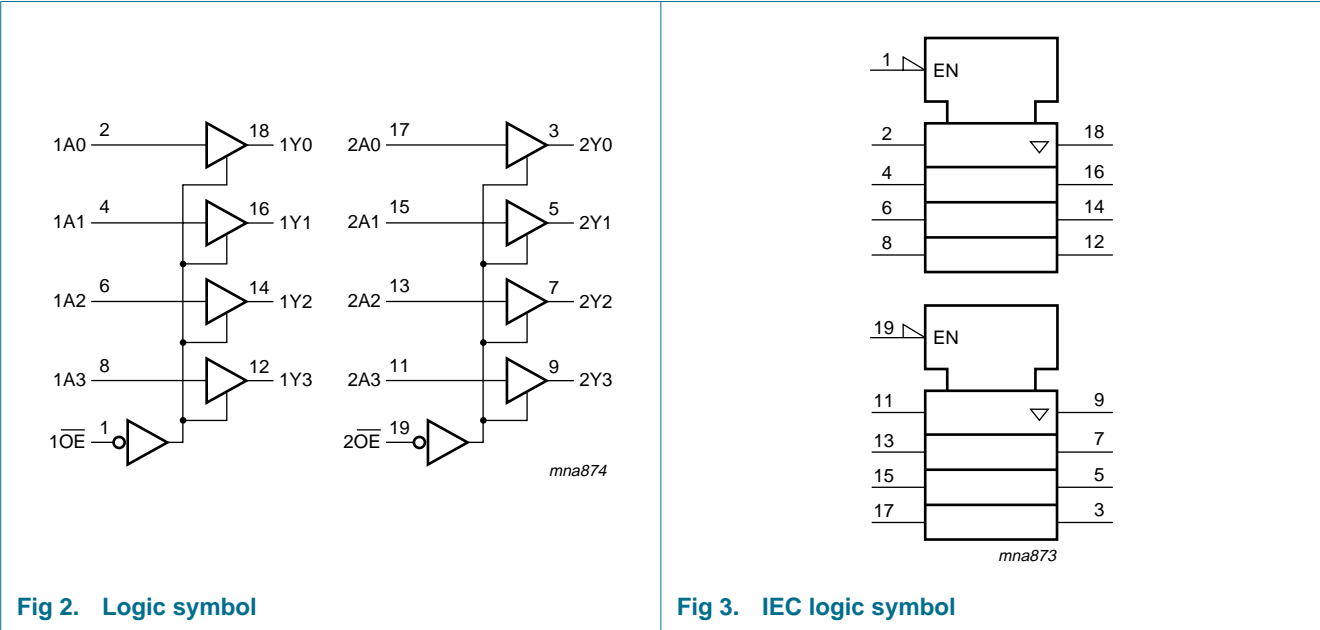 2
1A0
18
1Y0
4
1A1
16
1Y1
6
1A2
14
1Y2
8
1A3
12
1Y3
1
1O̅E̅
17
2A0
3
2Y0
15
2A1
5
2Y1
13
2A2
7
2Y2
11
2A3
9
2Y3
19
2O̅E̅
mna874
Fig 2. Logic symbol
1
EN
2
18
4
16
6
14
8
12
19
EN
11
9
13
7
15
5
17
3
mna873
Fig 3. IEC logic symbol